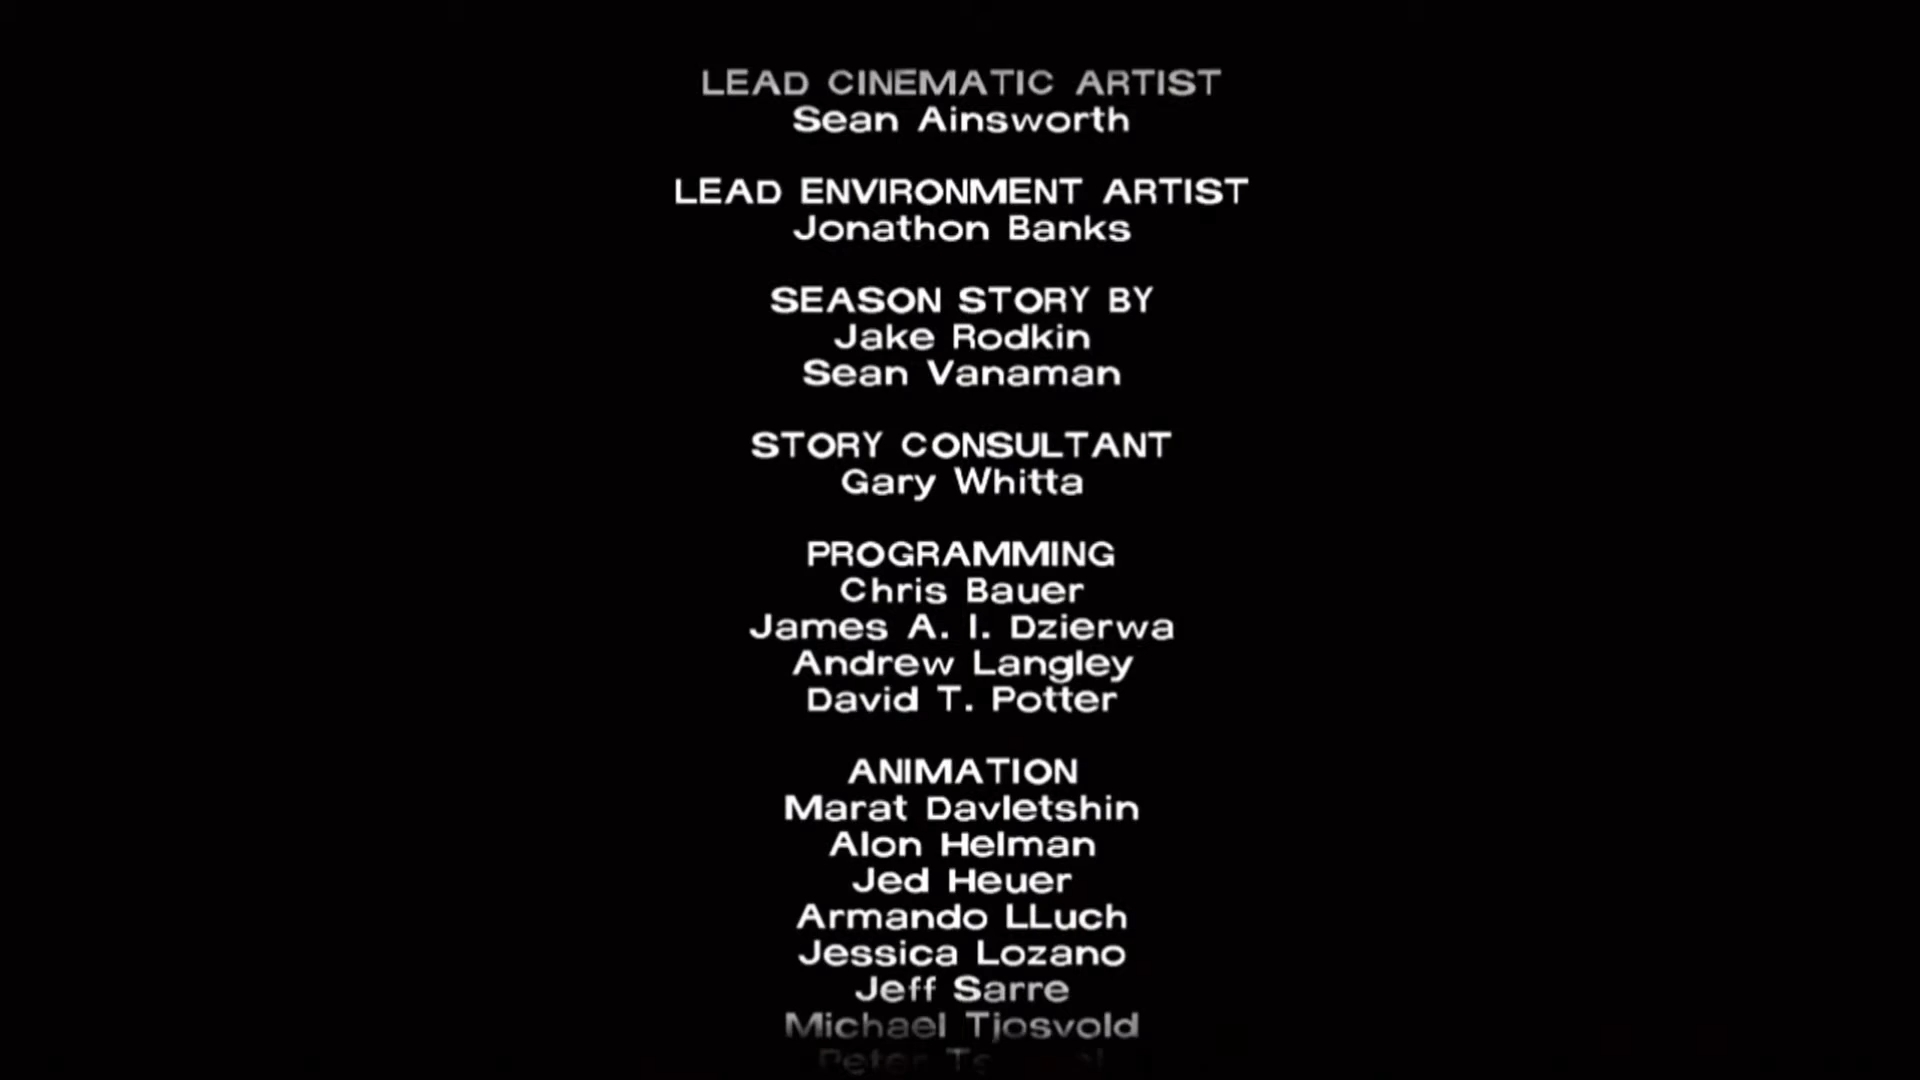 LEAD CINEMATIC ARTIST
Sean Ainsworth
LEAD ENVIRONMENT ARTIST
Jonathon Banks
SEASON STORY BY
Jake Rodkin
Sean Vanaman
STORY CONSULTANT
Gary Whitta
PROGRAMMING
Chris Bauer
James A. I. Dzierwa
Andrew Langley
David T. Potter
ANIMATION
Marat Davletshin
Alon Helman
Jed Heuer
Armando LLuch
Jessica Lozano
Jeff Sarre
Michael Tjosvold
Peter